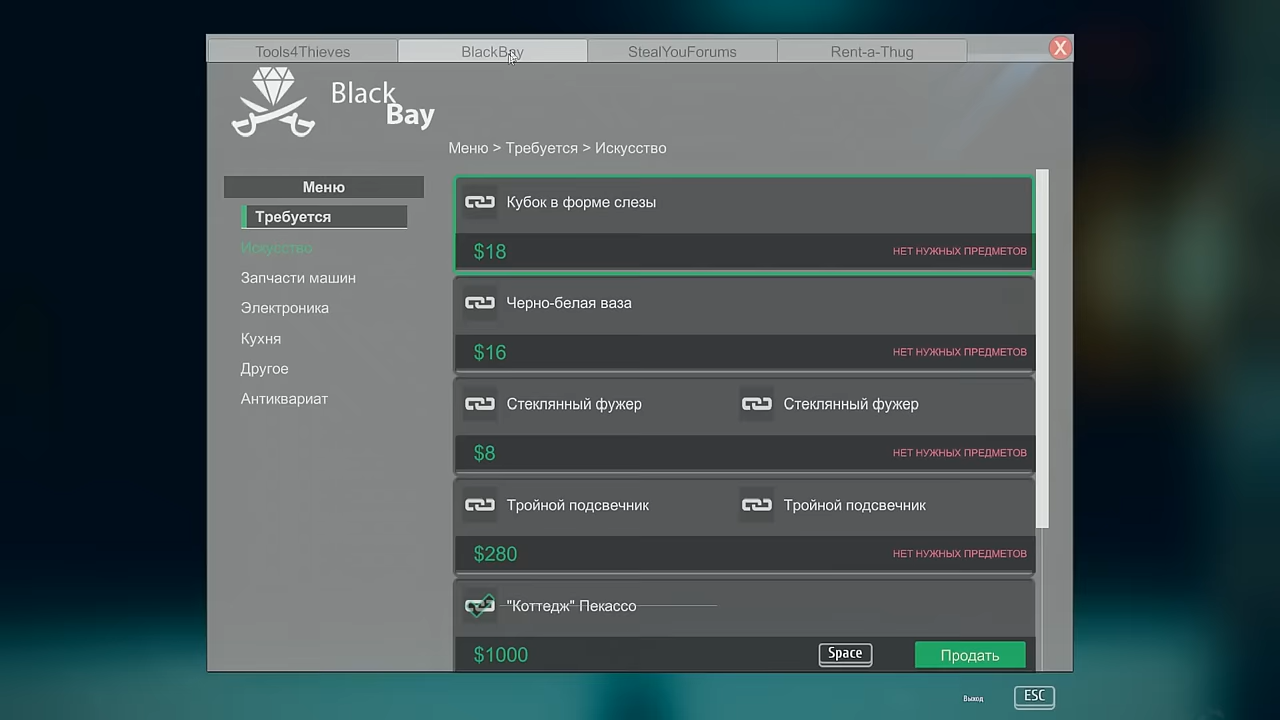 Tools4Thieves BlackBay StealYouForums Rent-a-Thug X
Black
Bay
Меню > Требуется > Искусство
Меню
Требуется
Искусство
Запчасти машин
Электроника
Кухня
Другое
Антиквариат
Кубок в форме слезы
$18 НЕТ НУЖНЫХ ПРЕДМЕТОВ
Черно-белая ваза
$16 НЕТ НУЖНЫХ ПРЕДМЕТОВ
Стеклянный фужер Стеклянный фужер
$8 НЕТ НУЖНЫХ ПРЕДМЕТОВ
Тройной подсвечник Тройной подсвечник
$280 НЕТ НУЖНЫХ ПРЕДМЕТОВ
"Коттедж" Пекассо
$1000 Space Продать
Выход ESC